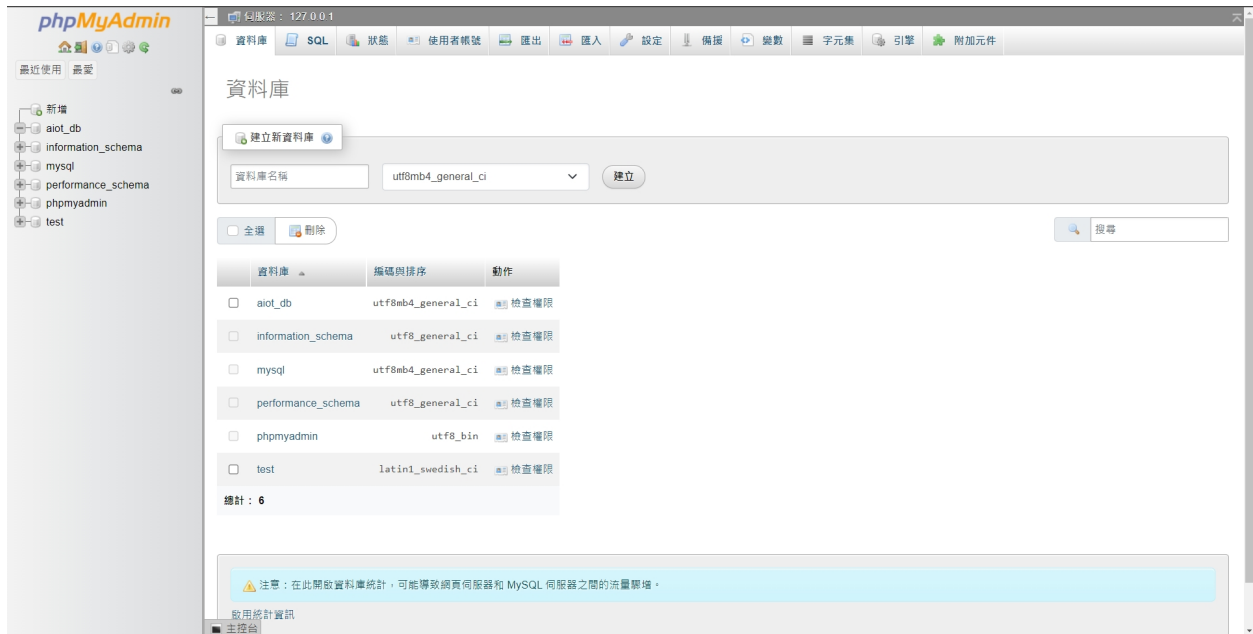 phpMyAdmin
最近使用 最愛
新增
aiot_db
information_schema
mysql
performance_schema
phpmyadmin
test
伺服器： 127.0.0.1
資料庫 SQL 狀態 使用者帳號 匯出 匯入 設定 備援 變數 字元集 引擎 附加元件
資料庫
建立新資料庫
資料庫名稱 utf8mb4_general_ci 建立
全選 刪除 搜尋
資料庫 編碼與排序 動作
aiot_db utf8mb4_general_ci 檢查權限
information_schema utf8_general_ci 檢查權限
mysql utf8mb4_general_ci 檢查權限
performance_schema utf8_general_ci 檢查權限
phpmyadmin utf8_bin 檢查權限
test latin1_swedish_ci 檢查權限
總計： 6
注意：在此開啟資料庫統計，可能導致網頁伺服器和 MySQL 伺服器之間的流量驟增。
啟用統計資訊
主控台